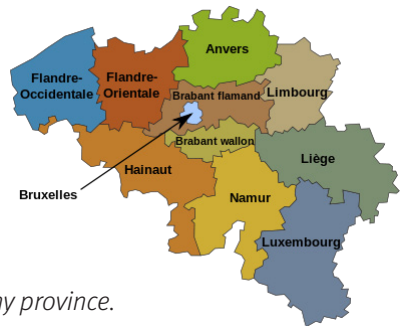 Anvers
Flandre-
Occidentale
Flandre-
Orientale
Brabant flamand
Limbourg
Brabant wallon
Liège
Hainaut
Bruxelles
Namur
Luxembourg
province.